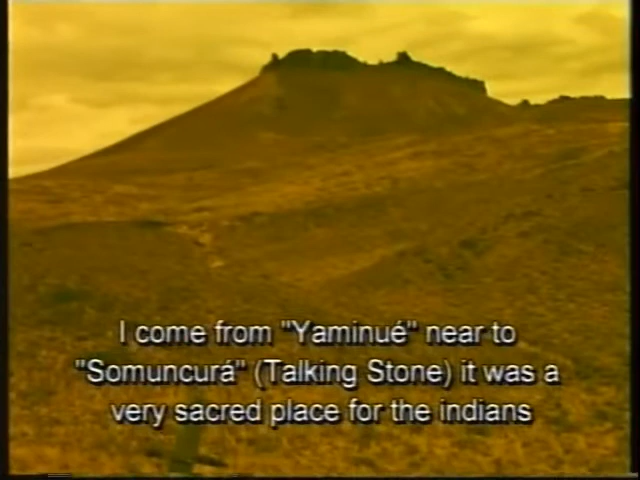 I come from "Yaminué" near to
"Somuncurá" (Talking Stone) it was a
very sacred place for the indians